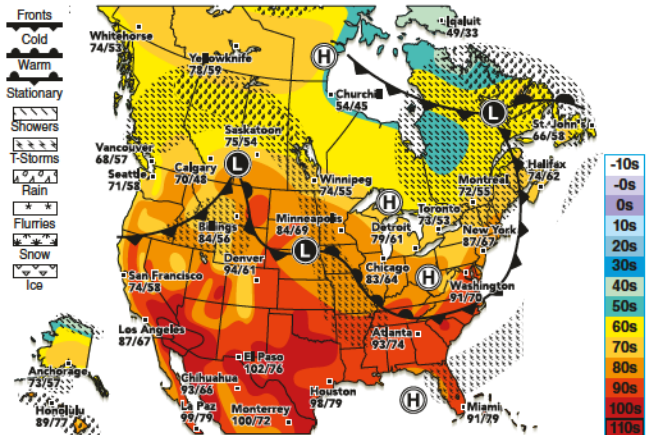 Fronts
Cold
Warm
Stationary
Showers
T-Storms
Rain
Flurries
Snow
Ice
Whitehorse
74/53
Yellowknife
78/59
H
Iqaluit
49/33
Churchill
54/45
L
St. John's
66/58
Saskatoon
75/54
Vancouver
68/57
Seattle
71/58
Calgary
70/48
L
Winnipeg
74/55
H
Montreal
72/55
Halifax
74/62
Billings
84/56
Minneapolis
84/69
Detroit
79/61
Toronto
73/53
New York
87/67
L
Denver
94/61
Chicago
83/64
H
Washington
91/70
San Francisco
74/58
Los Angeles
87/67
Atlanta
93/74
El Paso
102/76
Chihuahua
93/66
Houston
98/79
H
Miami
91/79
La Paz
99/79
Monterrey
100/72
Anchorage
73/57
Honolulu
89/77
-10s
-0s
0s
10s
20s
30s
40s
50s
60s
70s
80s
90s
100s
110s